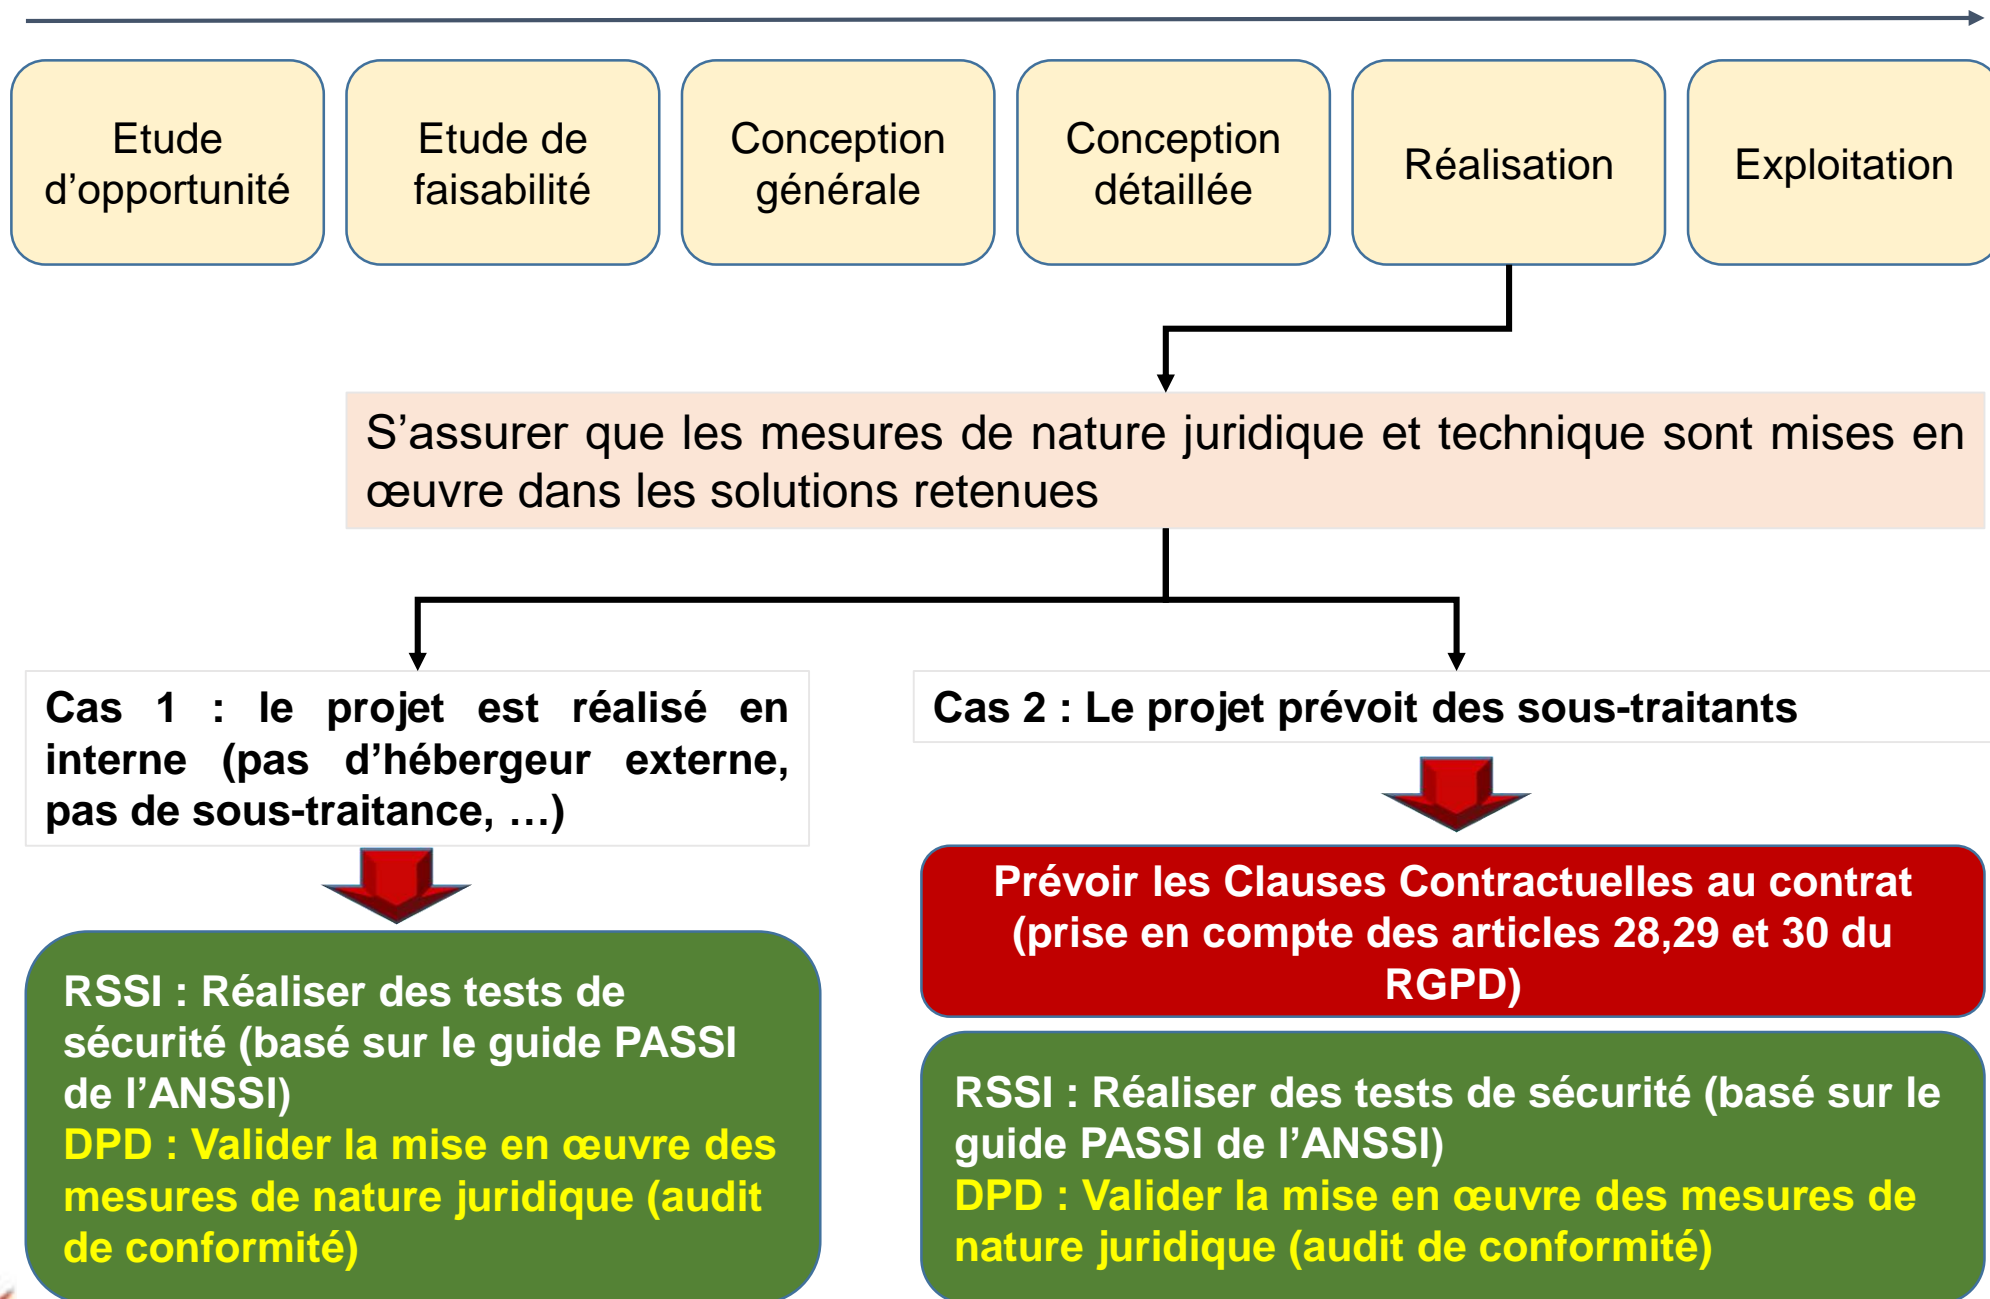 Etude
d’opportunité
Etude de
faisabilité
Conception
générale
Conception
détaillée
Réalisation
Exploitation
S’assurer que les mesures de nature juridique et technique sont mises en
œuvre dans les solutions retenues
Cas 1 : le projet est réalisé en
interne (pas d’hébergeur externe,
pas de sous-traitance, …)
Cas 2 : Le projet prévoit des sous-traitants
Prévoir les Clauses Contractuelles au contrat
(prise en compte des articles 28,29 et 30 du
RGPD)
RSSI : Réaliser des tests de
sécurité (basé sur le guide PASSI
de l’ANSSI)
DPD : Valider la mise en œuvre des
mesures de nature juridique (audit
de conformité)
RSSI : Réaliser des tests de sécurité (basé sur le
guide PASSI de l’ANSSI)
DPD : Valider la mise en œuvre des mesures de
nature juridique (audit de conformité)